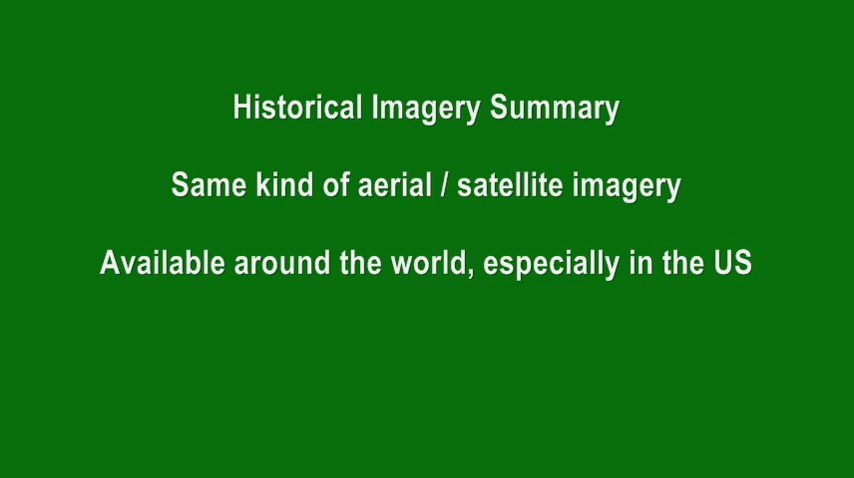 Historical Imagery Summary
Same kind of aerial / satellite imagery
Available around the world, especially in the US